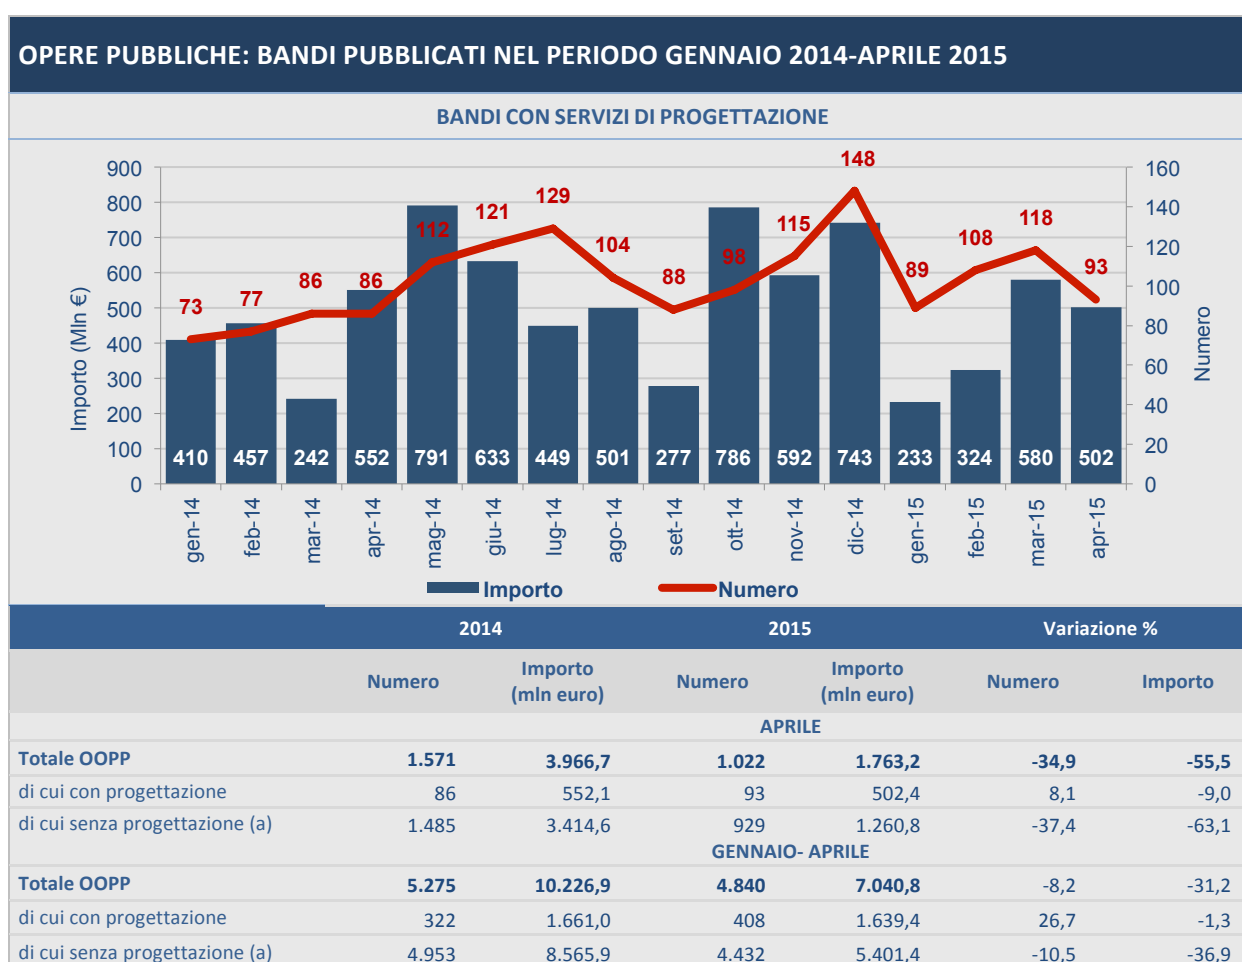 OPERE PUBBLICHE: BANDI PUBBLICATI NEL PERIODO GENNAIO 2014-APRILE 2015
BANDI CON SERVIZI DI PROGETTAZIONE
Importo (Mln €)
900
800
700
600
500
400
300
200
100
0
73 77 86 86 112 121 129 104 88 98 115 148 89 108 118 93
410 457 242 552 791 633 449 501 277 786 592 743 233 324 580 502
160
140
120
100
80
60
40
20
0
Numero
gen-14 feb-14 mar-14 apr-14 mag-14 giu-14 lug-14 ago-14 set-14 ott-14 nov-14 dic-14 gen-15 feb-15 mar-15 apr-15
Importo Numero
2014 2015 Variazione %
Numero Importo (mln euro) Numero Importo (mln euro) Numero Importo
APRILE
Totale OOPP 1.571 3.966,7 1.022 1.763,2 -34,9 -55,5
di cui con progettazione 86 552,1 93 502,4 8,1 -9,0
di cui senza progettazione (a) 1.485 3.414,6 929 1.260,8 -37,4 -63,1
GENNAIO- APRILE
Totale OOPP 5.275 10.226,9 4.840 7.040,8 -8,2 -31,2
di cui con progettazione 322 1.661,0 408 1.639,4 26,7 -1,3
di cui senza progettazione (a) 4.953 8.565,9 4.432 5.401,4 -10,5 -36,9